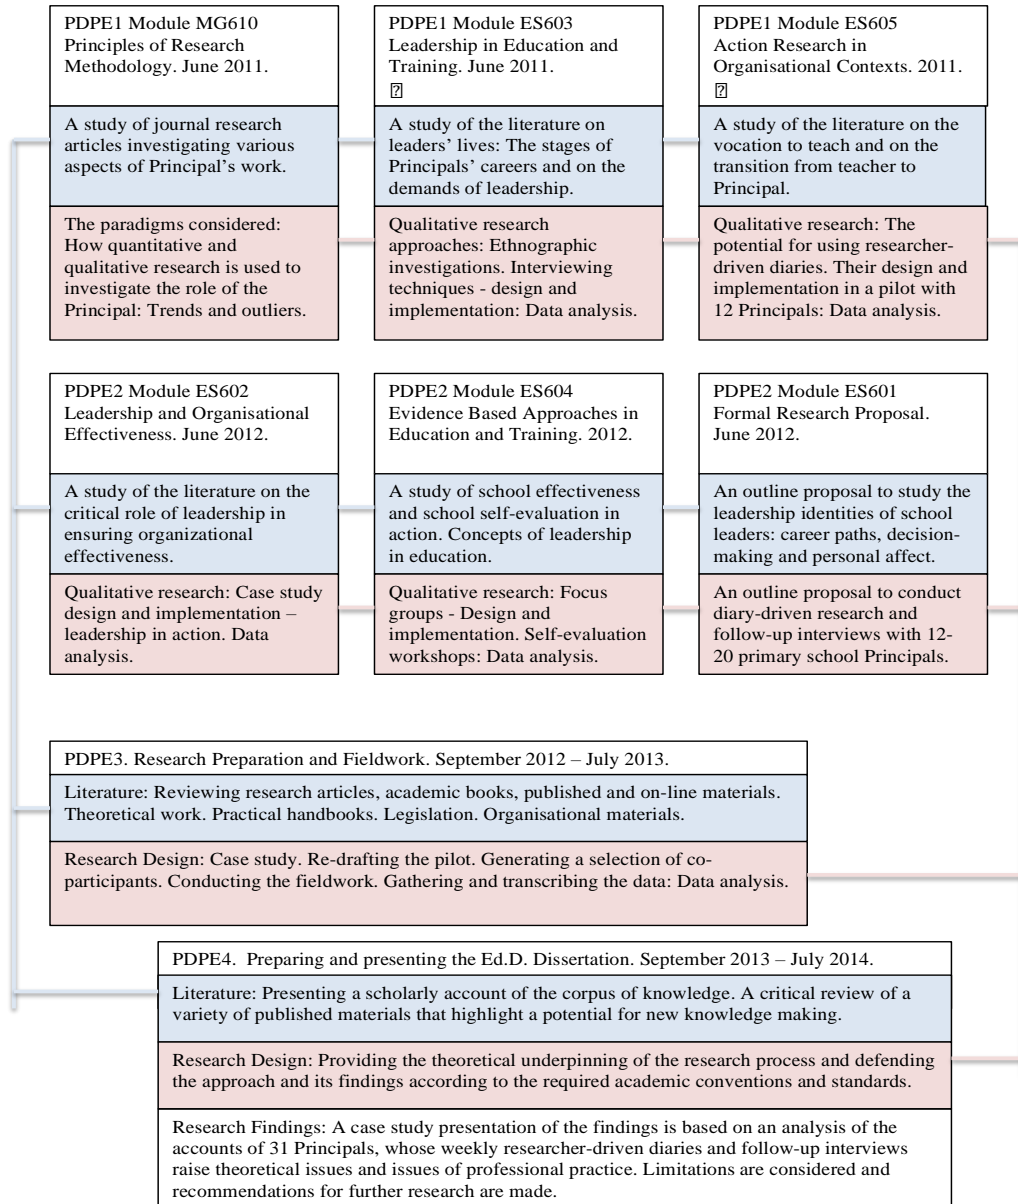 PDPE1 Module MG610
Principles of Research
Methodology. June 2011.
A study of journal research
articles investigating various
aspects of Principal's work.
The paradigms considered:
How quantitative and
qualitative research is used to
investigate the role of the
Principal: Trends and outliers.
PDPE1 Module ES603
Leadership in Education and
Training. June 2011.
A study of the literature on
leaders' lives: The stages of
Principals' careers and on the
demands of leadership.
Qualitative research
approaches: Ethnographic
investigations. Interviewing
techniques - design and
implementation: Data analysis.
PDPE1 Module ES605
Action Research in
Organisational Contexts. 2011.
A study of the literature on the
vocation to teach and on the
transition from teacher to
Principal.
Qualitative research: The
potential for using researcher-
driven diaries. Their design and
implementation in a pilot with
12 Principals: Data analysis.
PDPE2 Module ES602
Leadership and Organisational
Effectiveness. June 2012.
A study of the literature on the
critical role of leadership in
ensuring organizational
effectiveness.
Qualitative research: Case study
design and implementation –
leadership in action. Data
analysis.
PDPE2 Module ES604
Evidence Based Approaches in
Education and Training. 2012.
A study of school effectiveness
and school self-evaluation in
action. Concepts of leadership
in education.
Qualitative research: Focus
groups - Design and
implementation. Self-evaluation
workshops: Data analysis.
PDPE2 Module ES601
Formal Research Proposal.
June 2012.
An outline proposal to study the
leadership identities of school
leaders: career paths, decision-
making and personal affect.
An outline proposal to conduct
diary-driven research and
follow-up interviews with 12-
20 primary school Principals.
PDPE3. Research Preparation and Fieldwork. September 2012 – July 2013.
Literature: Reviewing research articles, academic books, published and on-line materials.
Theoretical work. Practical handbooks. Legislation. Organisational materials.
Research Design: Case study. Re-drafting the pilot. Generating a selection of co-
participants. Conducting the fieldwork. Gathering and transcribing the data: Data analysis.
PDPE4. Preparing and presenting the Ed.D. Dissertation. September 2013 – July 2014.
Literature: Presenting a scholarly account of the corpus of knowledge. A critical review of a
variety of published materials that highlight a potential for new knowledge making.
Research Design: Providing the theoretical underpinning of the research process and defending
the approach and its findings according to the required academic conventions and standards.
Research Findings: A case study presentation of the findings is based on an analysis of the
accounts of 31 Principals, whose weekly researcher-driven diaries and follow-up interviews
raise theoretical issues and issues of professional practice. Limitations are considered and
recommendations for further research are made.